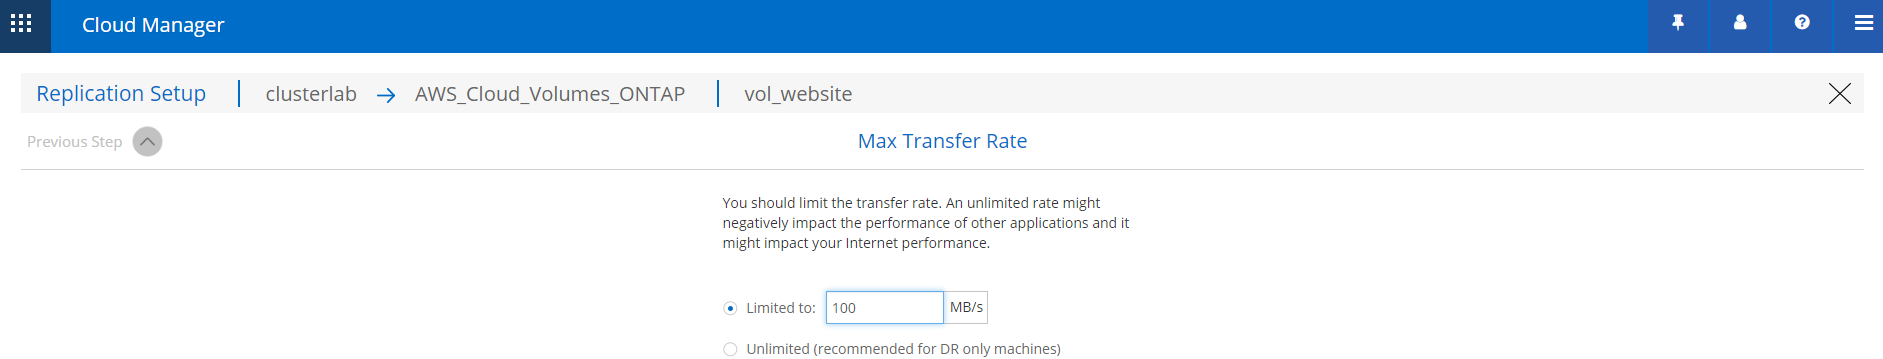 Cloud Manager
Replication Setup clusterlab AWS_Cloud_Volumes_ONTAP vol_website
Previous Step Max Transfer Rate
You should limit the transfer rate. An unlimited rate might
negatively impact the performance of other applications and it
might impact your Internet performance.
Limited to: 100 MB/s
Unlimited (recommended for DR only machines)